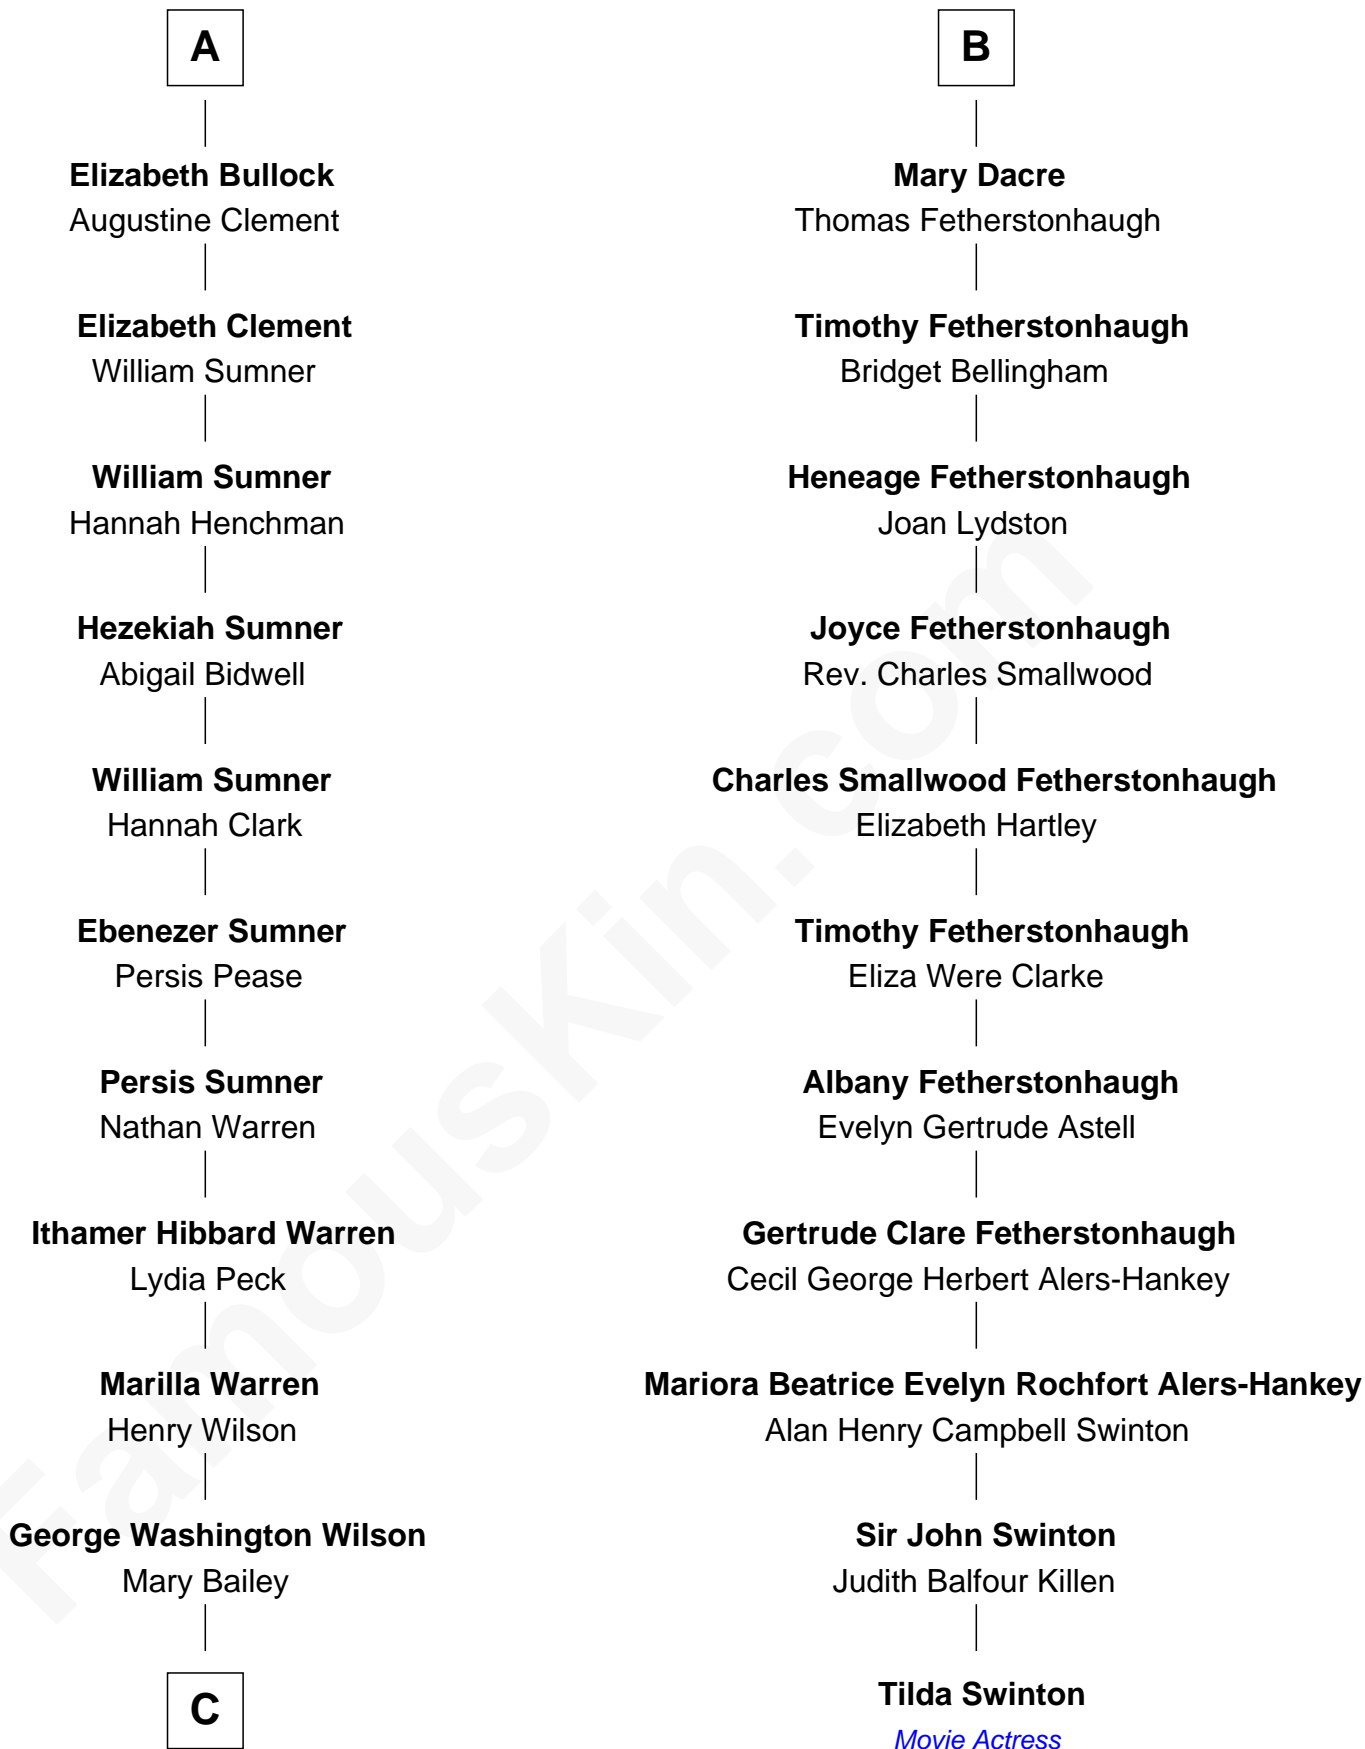 A
Elizabeth Bullock
Augustine Clement
Elizabeth Clement
William Sumner
William Sumner
Hannah Henchman
Hezekiah Sumner
Abigail Bidwell
William Sumner
Hannah Clark
Ebenezer Sumner
Persis Pease
Persis Sumner
Nathan Warren
Ithamer Hibbard Warren
Lydia Peck
Marilla Warren
Henry Wilson
George Washington Wilson
Mary Bailey
C
B
Mary Dacre
Thomas Fetherstonhaugh
Timothy Fetherstonhaugh
Bridget Bellingham
Heneage Fetherstonhaugh
Joan Lydston
Joyce Fetherstonhaugh
Rev. Charles Smallwood
Charles Smallwood Fetherstonhaugh
Elizabeth Hartley
Timothy Fetherstonhaugh
Eliza Were Clarke
Albany Fetherstonhaugh
Evelyn Gertrude Astell
Gertrude Clare Fetherstonhaugh
Cecil George Herbert Alers-Hankey
Mariora Beatrice Evelyn Rochfort Alers-Hankey
Alan Henry Campbell Swinton
Sir John Swinton
Judith Balfour Killen
Tilda Swinton
Movie Actress
FamousKin.com